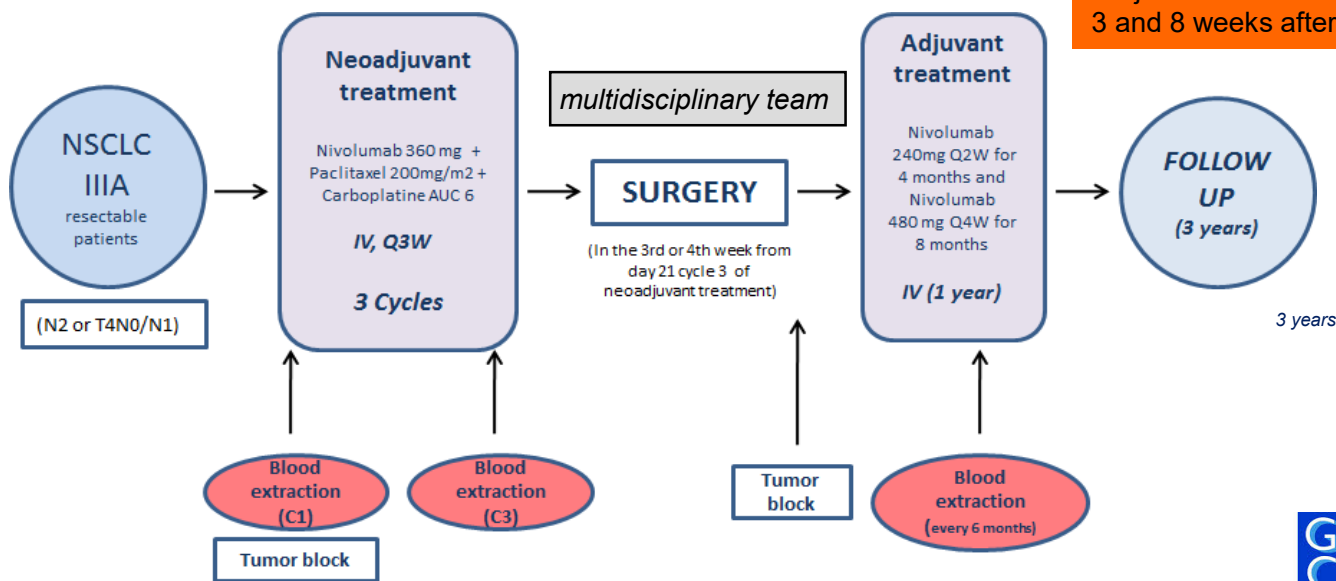 3 and 8 weeks after
Neoadjuvant
treatment
Nivolumab 360 mg +
Paclitaxel 200mg/m2 +
Carboplatine AUC 6
IV, Q3W
3 Cycles
multidisciplinary team
Adjuvant
treatment
Nivolumab
240mg Q2W for
4 months and
Nivolumab
480 mg Q4W for
8 months
IV (1 year)
NSCLC
IIIA
resectable
patients
(N2 or T4N0/N1)
SURGERY
(In the 3rd or 4th week from
day 21 cycle 3 of
neoadjuvant treatment)
FOLLOW
UP
(3 years)
3 years
Blood
extraction
(C1)
Tumor block
Blood
extraction
(C3)
Tumor
block
Blood
extraction
(every 6 months)
G